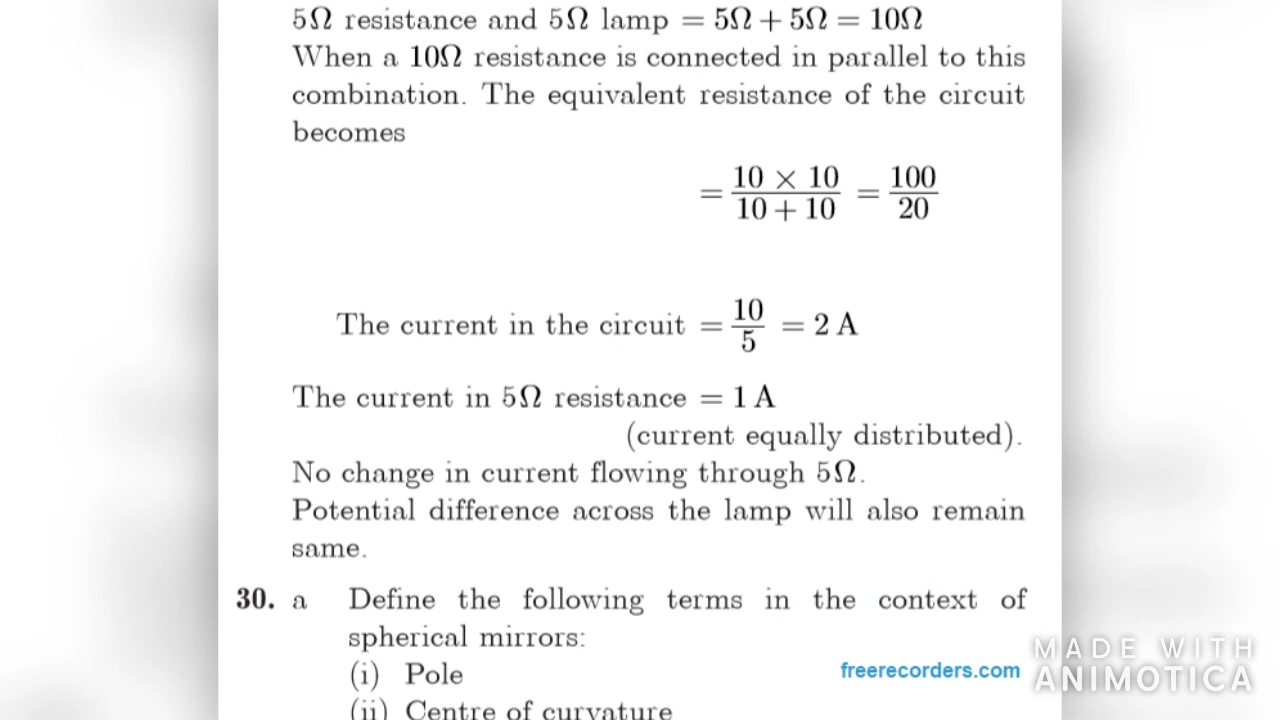 5Ω resistance and 5Ω lamp = 5Ω + 5Ω = 10Ω
When a 10Ω resistance is connected in parallel to this
combination. The equivalent resistance of the circuit
becomes
= 10 × 10 / 10 + 10 = 100 / 20
The current in the circuit = 10 / 5 = 2 A
The current in 5Ω resistance = 1 A
(current equally distributed).
No change in current flowing through 5Ω.
Potential difference across the lamp will also remain
same.
30. a Define the following terms in the context of
spherical mirrors:
(i) Pole
(ii) Centre of curvature
freerecorders.com
MADE WITH
ANIMOTICA